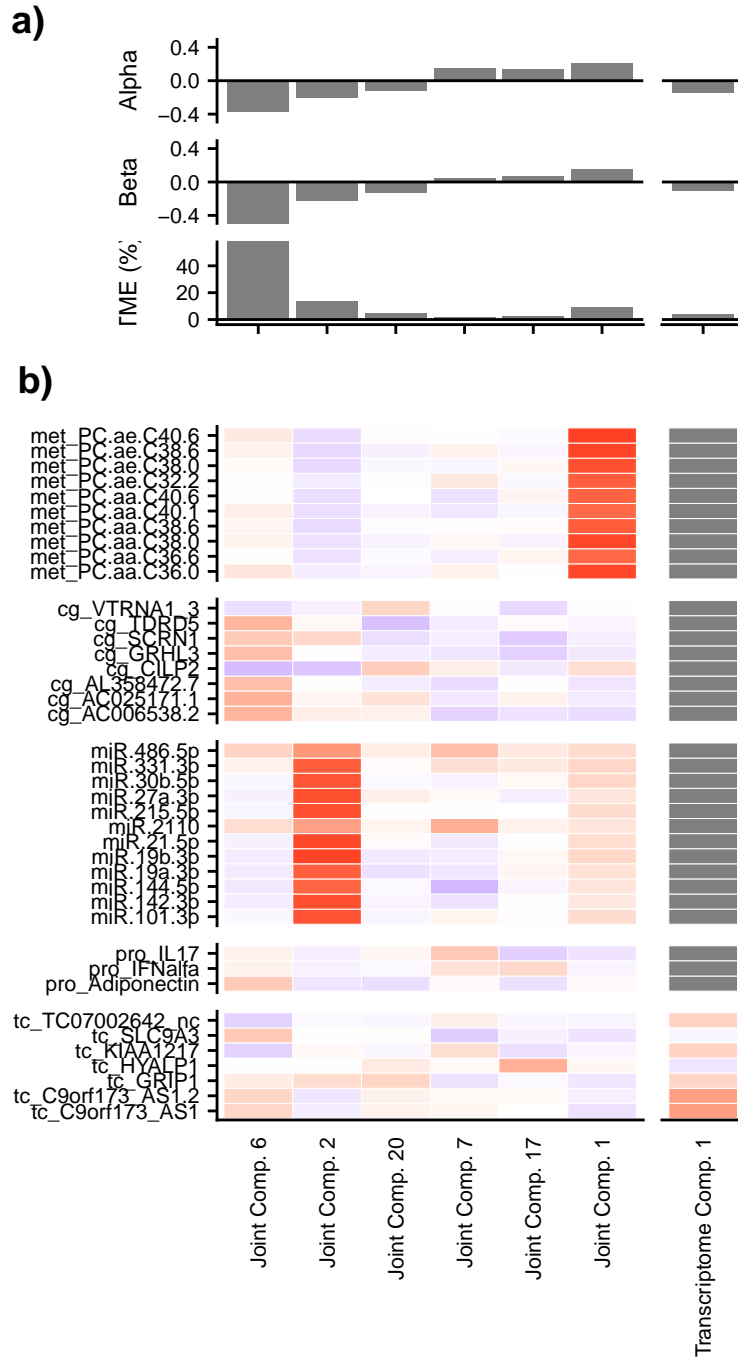 a)
0.4
0.0
−0.4
Alpha
0.4
0.0
−0.4
Beta
40
20
0
TME (%)
b)
met_PC.ae.C40.6
met_PC.ae.C38.6
met_PC.ae.C38.0
met_PC.ae.C32.2
met_PC.aa.C40.6
met_PC.aa.C40.1
met_PC.aa.C38.6
met_PC.aa.C38.0
met_PC.aa.C36.6
met_PC.aa.C36.0
cg_VTRNA1_3
cg_TDRD5
cg_SCRN1
cg_GRHL3
cg_CILP2
cg_AL358472.7
cg_AC025171.1
cg_AC006538.2
miR.486.5p
miR.331.3p
miR.30b.5p
miR.27a.3p
miR.215.5p
miR.2110
miR.21.5p
miR.19b.3p
miR.19a.3p
miR.144.5p
miR.142.3p
miR.101.3p
pro_IL17
pro_IFNalfa
pro_Adiponectin
tc_TC07002642_nc
tc_SLC9A3
tc_KIAA1217
tc_HYALP1
tc_GRIP1
tc_C9orf173_AS1.2
tc_C9orf173_AS1
Joint Comp. 6
Joint Comp. 2
Joint Comp. 20
Joint Comp. 7
Joint Comp. 17
Joint Comp. 1
Transcriptome Comp. 1